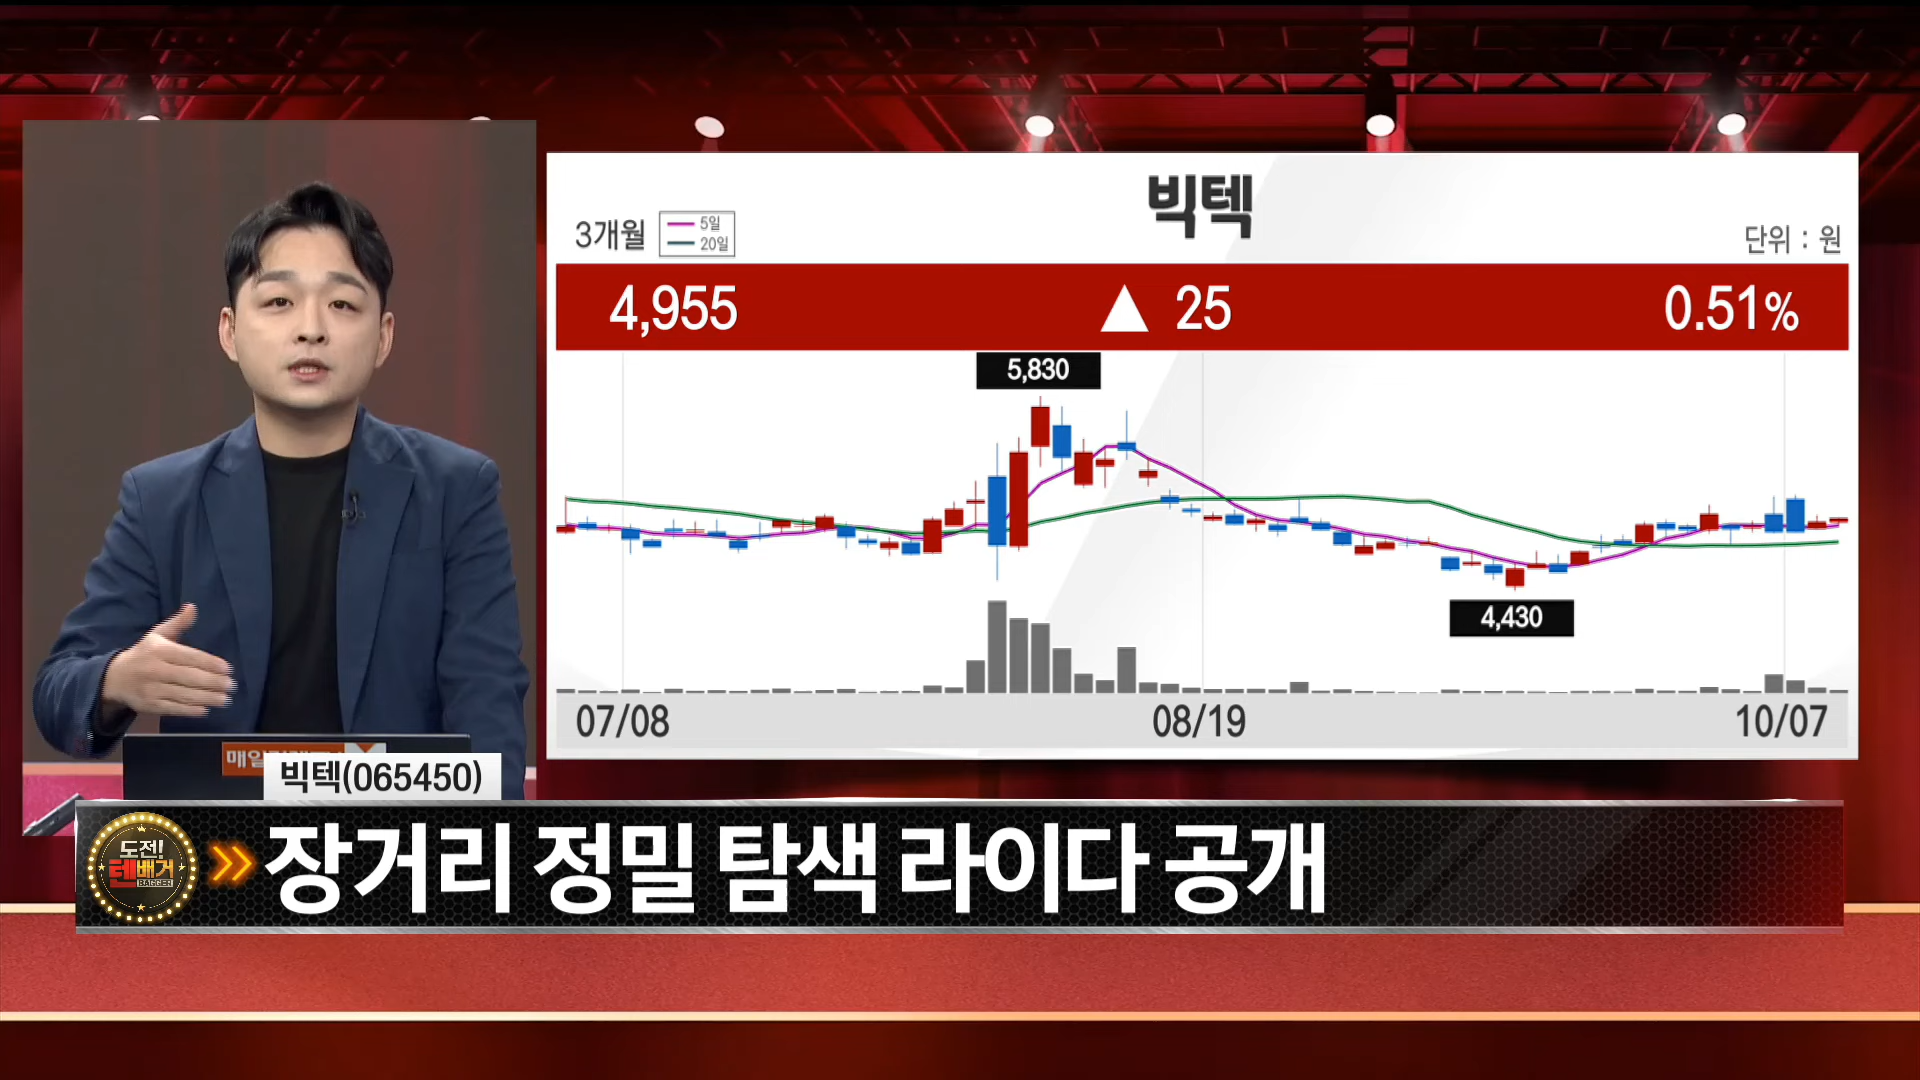 빅텍
3개월
5일
20일
단위 : 원
4,955 ▲ 25 0.51%
5,830
4,430
07/08 08/19 10/07
빅텍(065450)
도전!
텐배거
BAGGER
장거리 정밀 탐색 라이다 공개